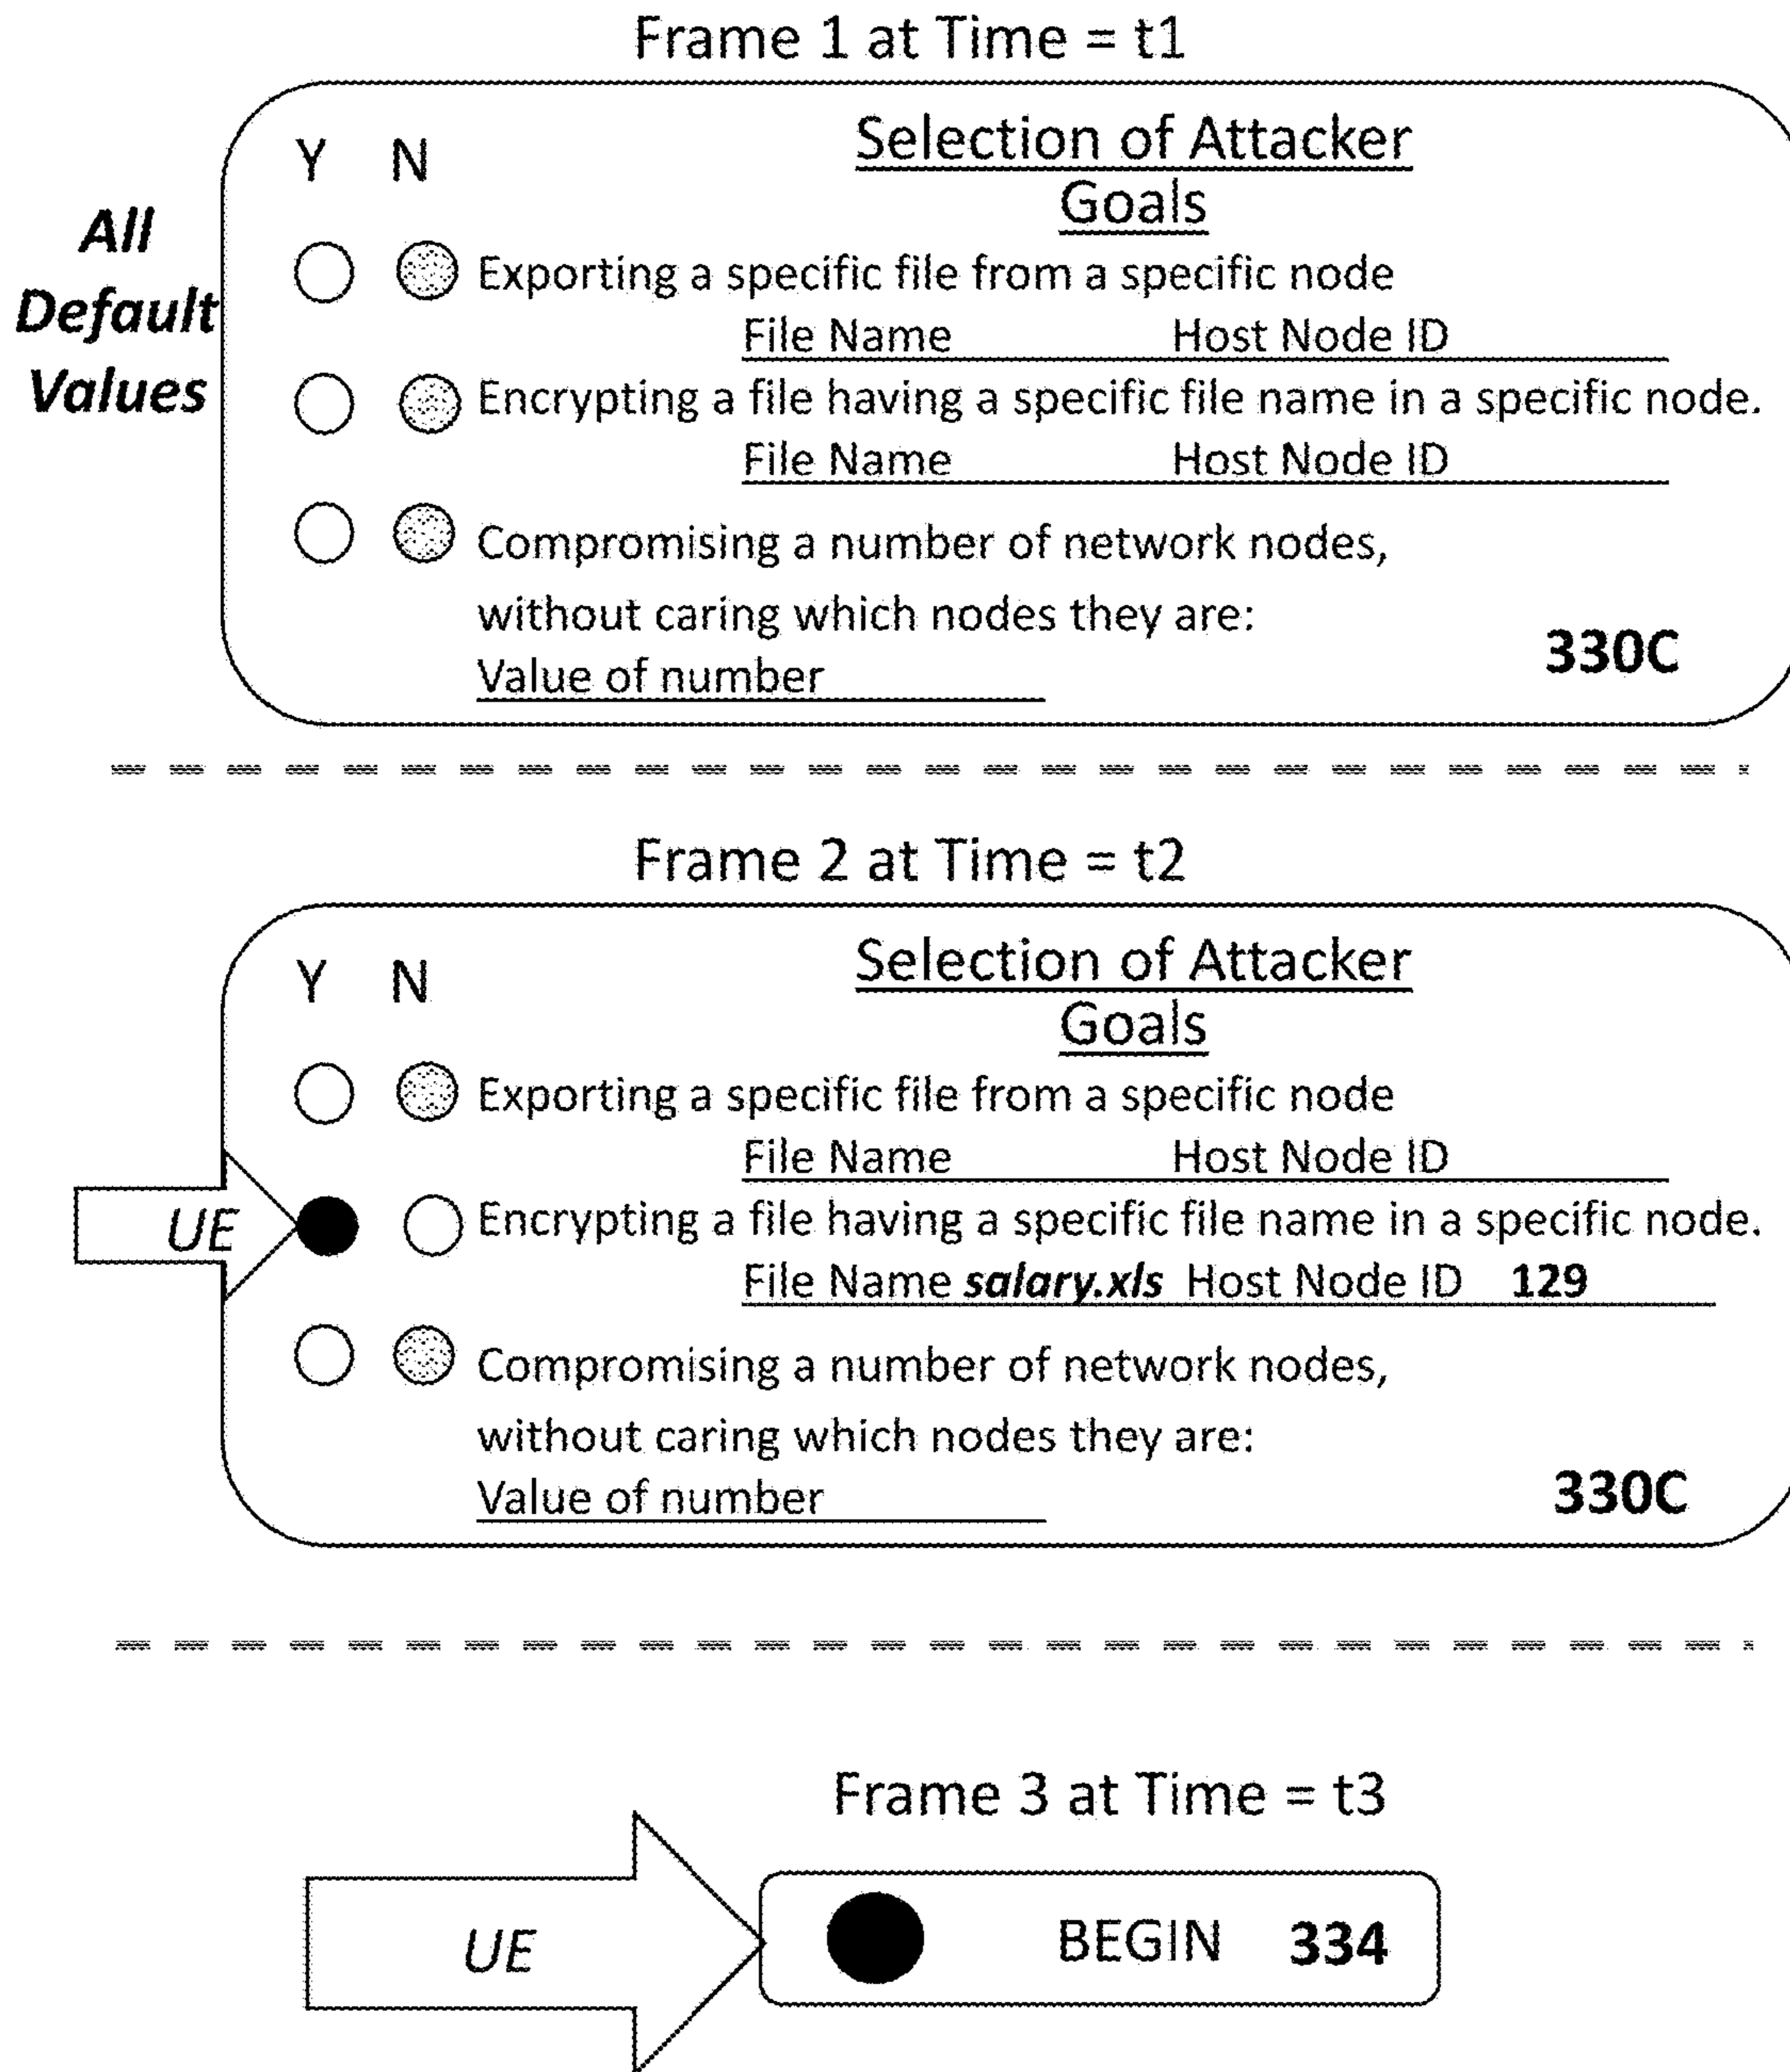 Frame 1 at Time = t1
Y N
Selection of Attacker
Goals
All
Default
Values
Exporting a specific file from a specific node
File Name Host Node ID
Encrypting a file having a specific file name in a specific node.
File Name Host Node ID
Compromising a number of network nodes,
without caring which nodes they are:
Value of number
330C
Frame 2 at Time = t2
Y N
Selection of Attacker
Goals
Exporting a specific file from a specific node
File Name Host Node ID
UE
Encrypting a file having a specific file name in a specific node.
File Name salary.xls Host Node ID 129
Compromising a number of network nodes,
without caring which nodes they are:
Value of number
330C
Frame 3 at Time = t3
UE
BEGIN 334